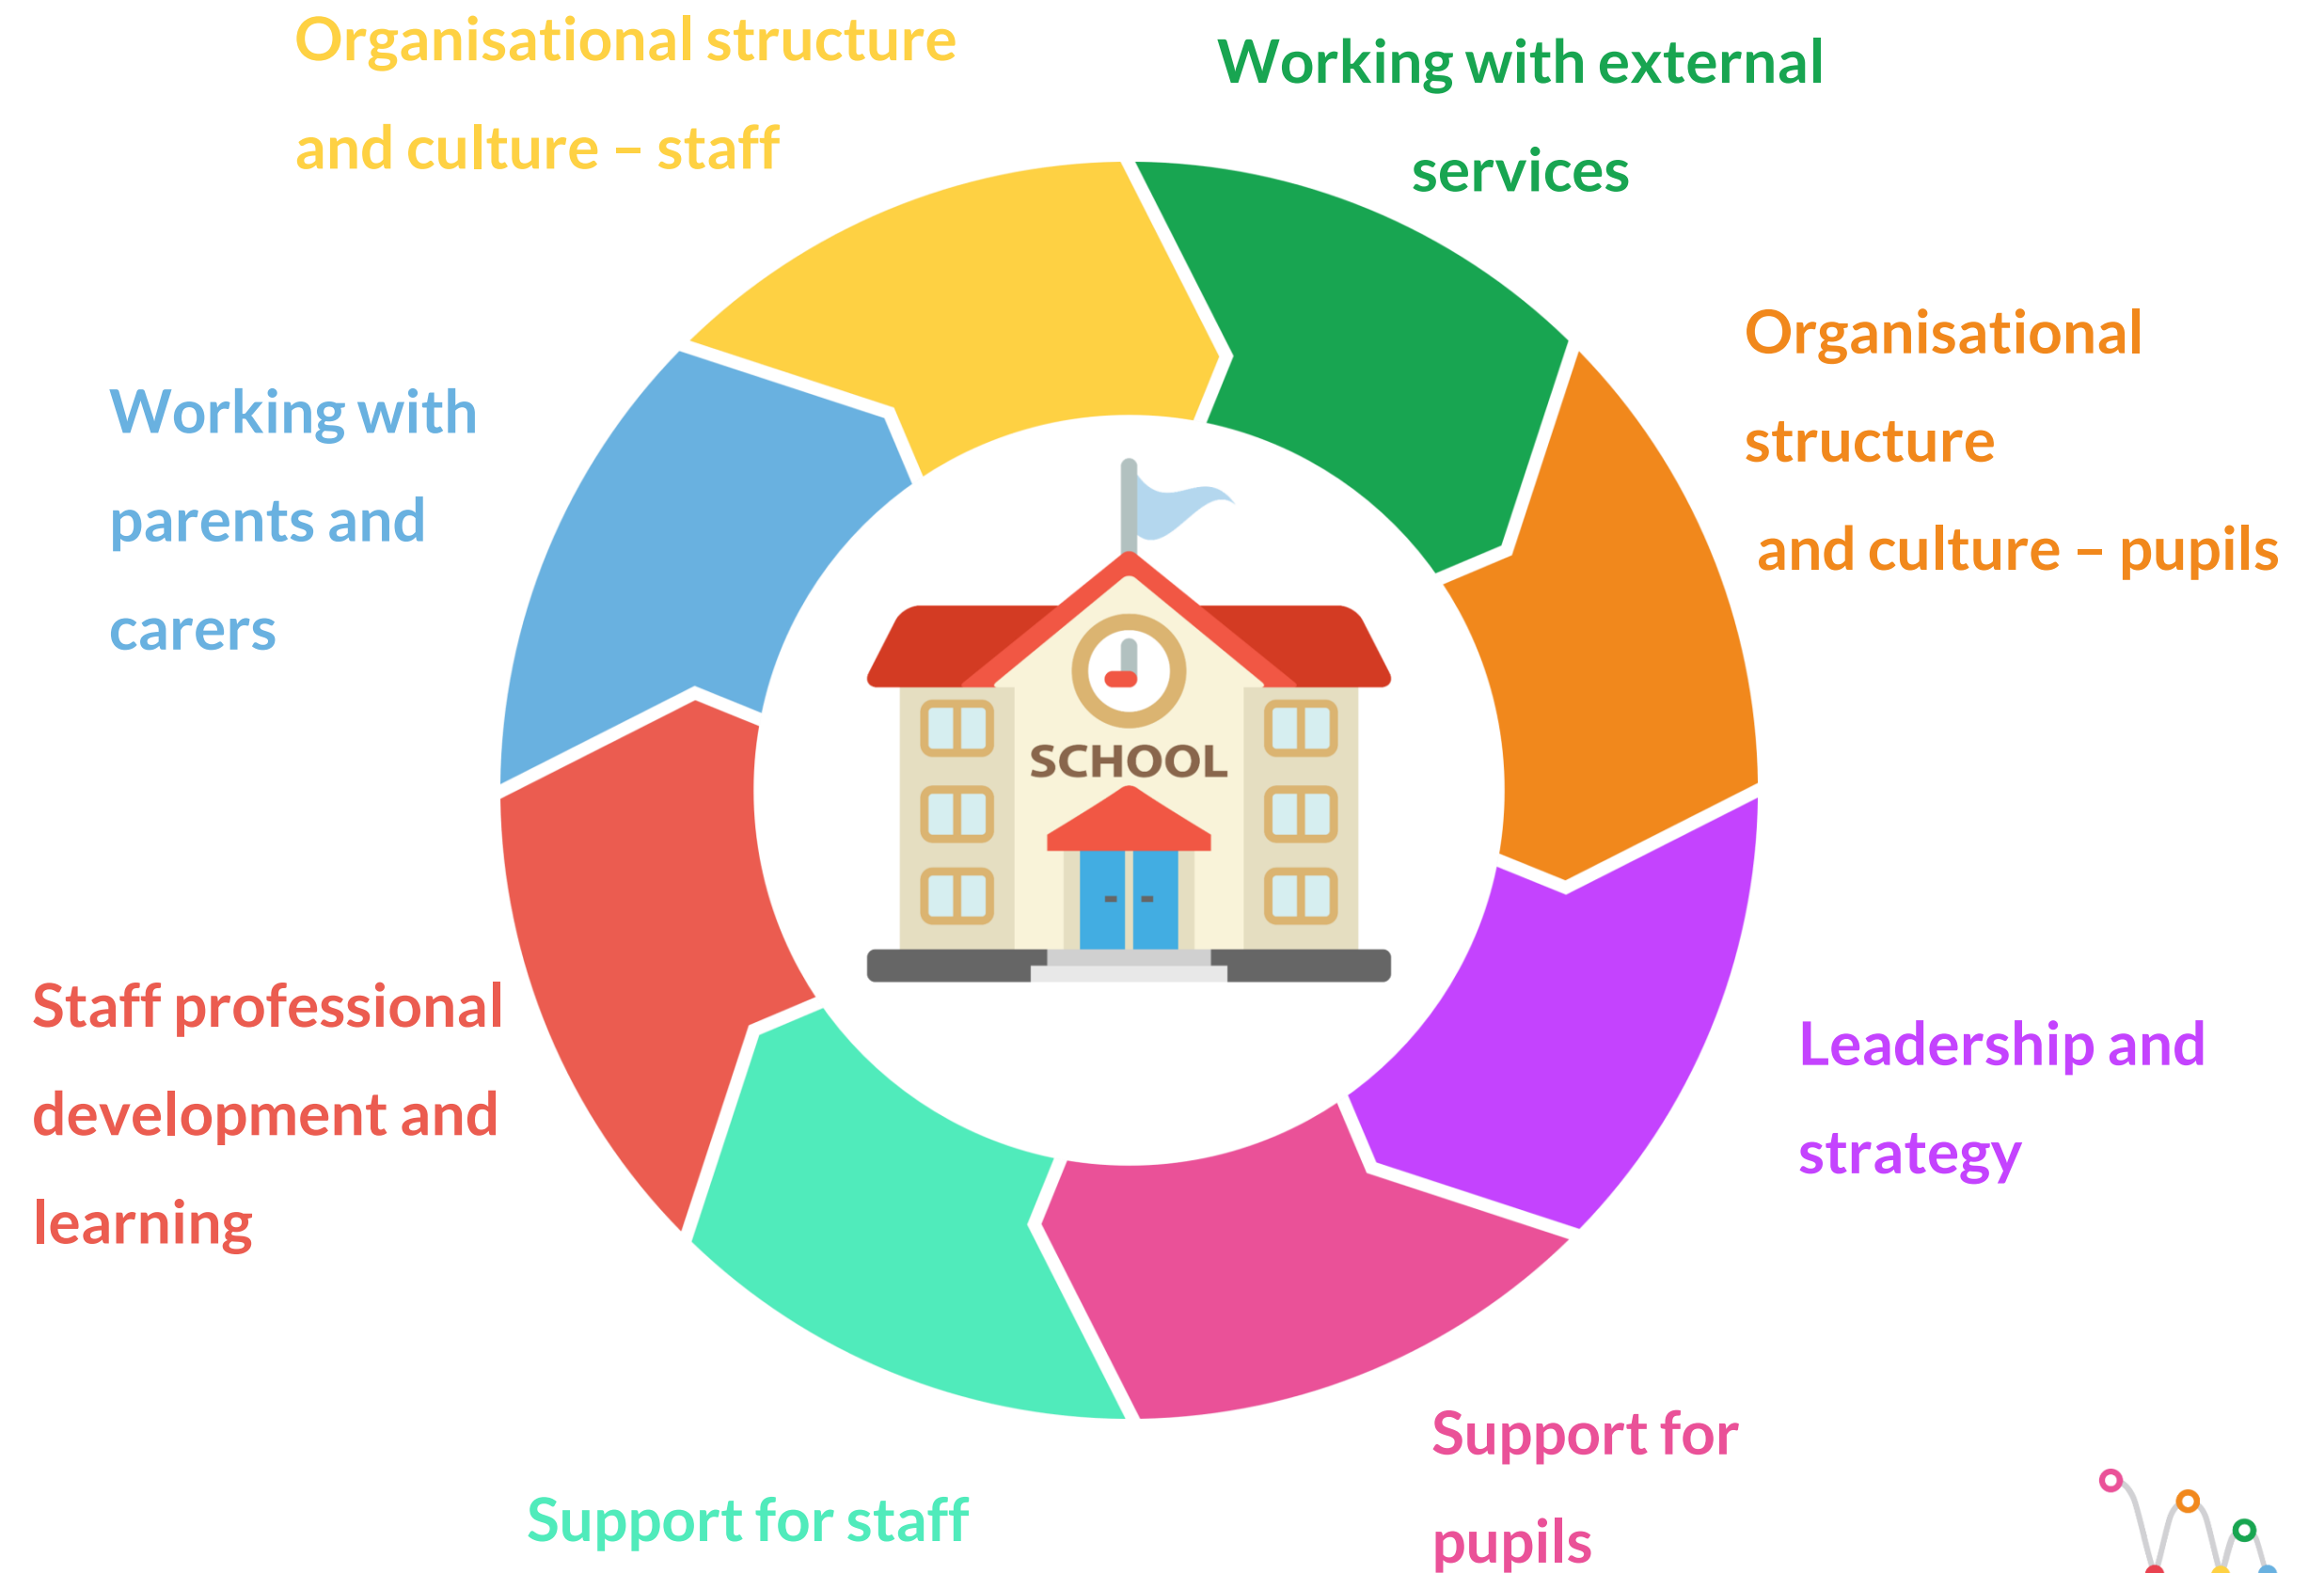 Organisational structure
and culture – staff
Working with external
services
Organisational
structure
and culture – pupils
Working with
parents and
carers
SCHOOL
Staff professional
development and
learning
Leadership and
strategy
Support for
pupils
Support for staff